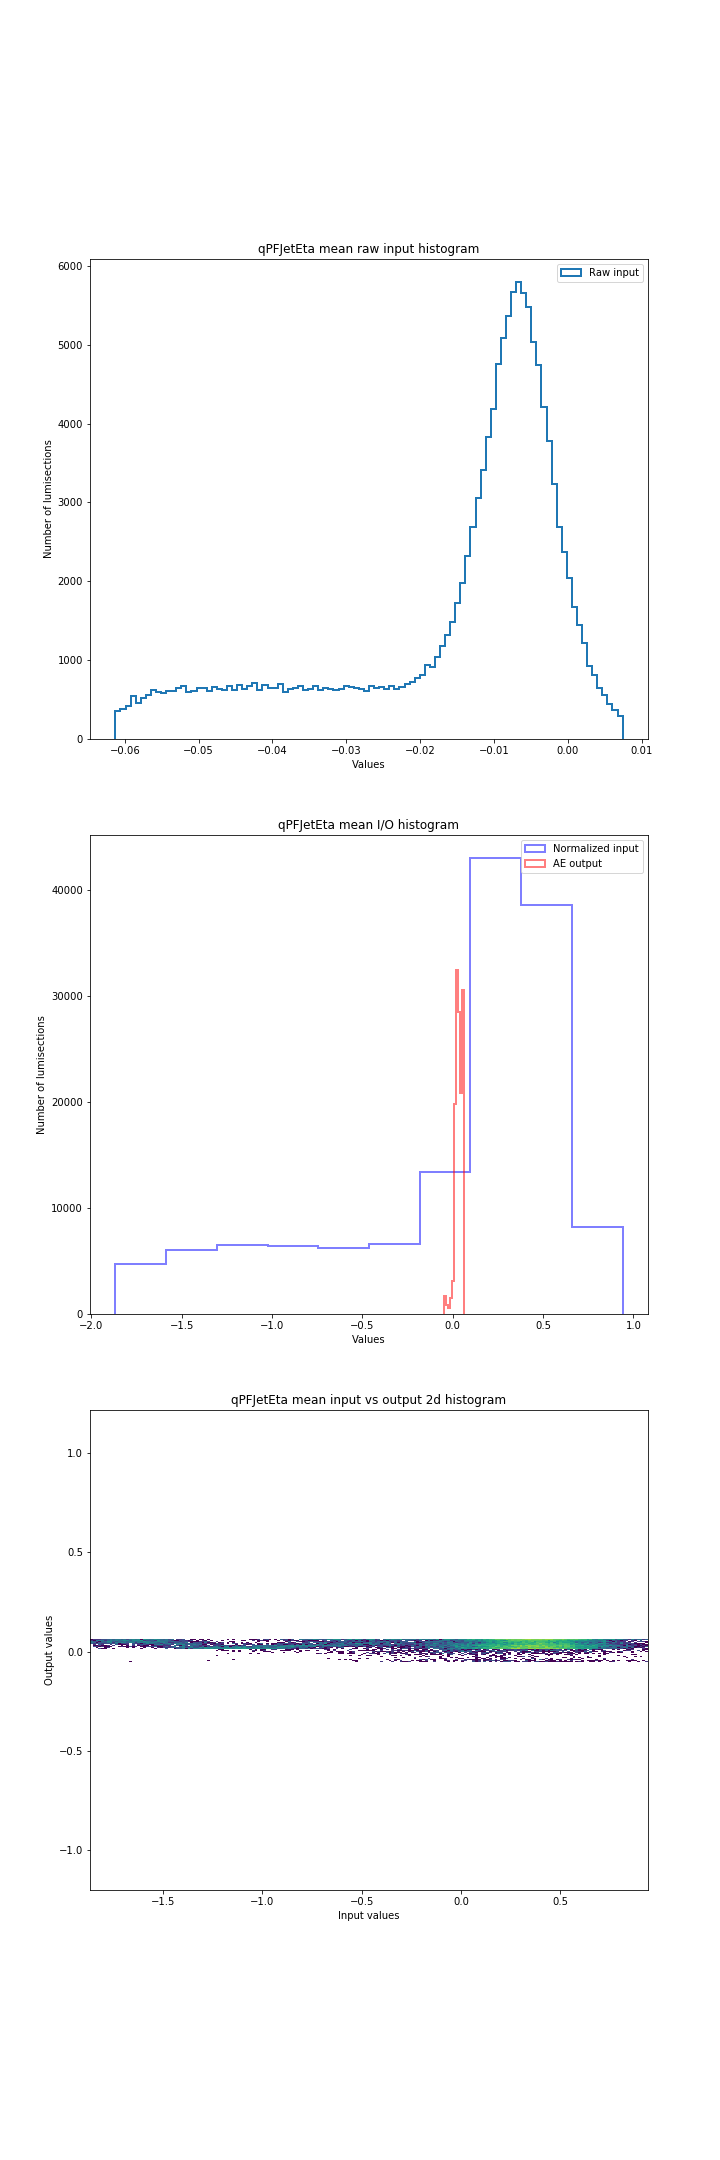 qPFJetEta mean raw input histogram
Raw input
6000
5000
4000
3000
2000
1000
0
Number of lumisections
−0.06 −0.05 −0.04 −0.03 −0.02 −0.01 0.00 0.01
Values
qPFJetEta mean I/O histogram
Normalized input
AE output
40000
30000
20000
10000
0
Number of lumisections
−2.0 −1.5 −1.0 −0.5 0.0 0.5 1.0
Values
qPFJetEta mean input vs output 2d histogram
1.0
0.5
0.0
−0.5
−1.0
Output values
−1.5 −1.0 −0.5 0.0 0.5
Input values